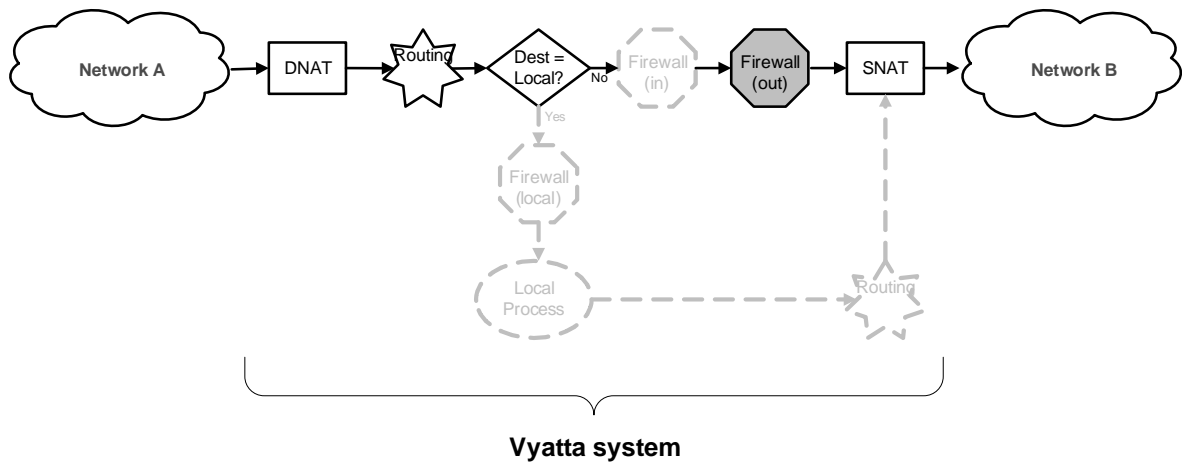 Network A
DNAT
Routing
Dest =
Local?
No
Firewall
(in)
Firewall
(out)
SNAT
Network B
Yes
Firewall
(local)
Local
Process
Routing
Vyatta system